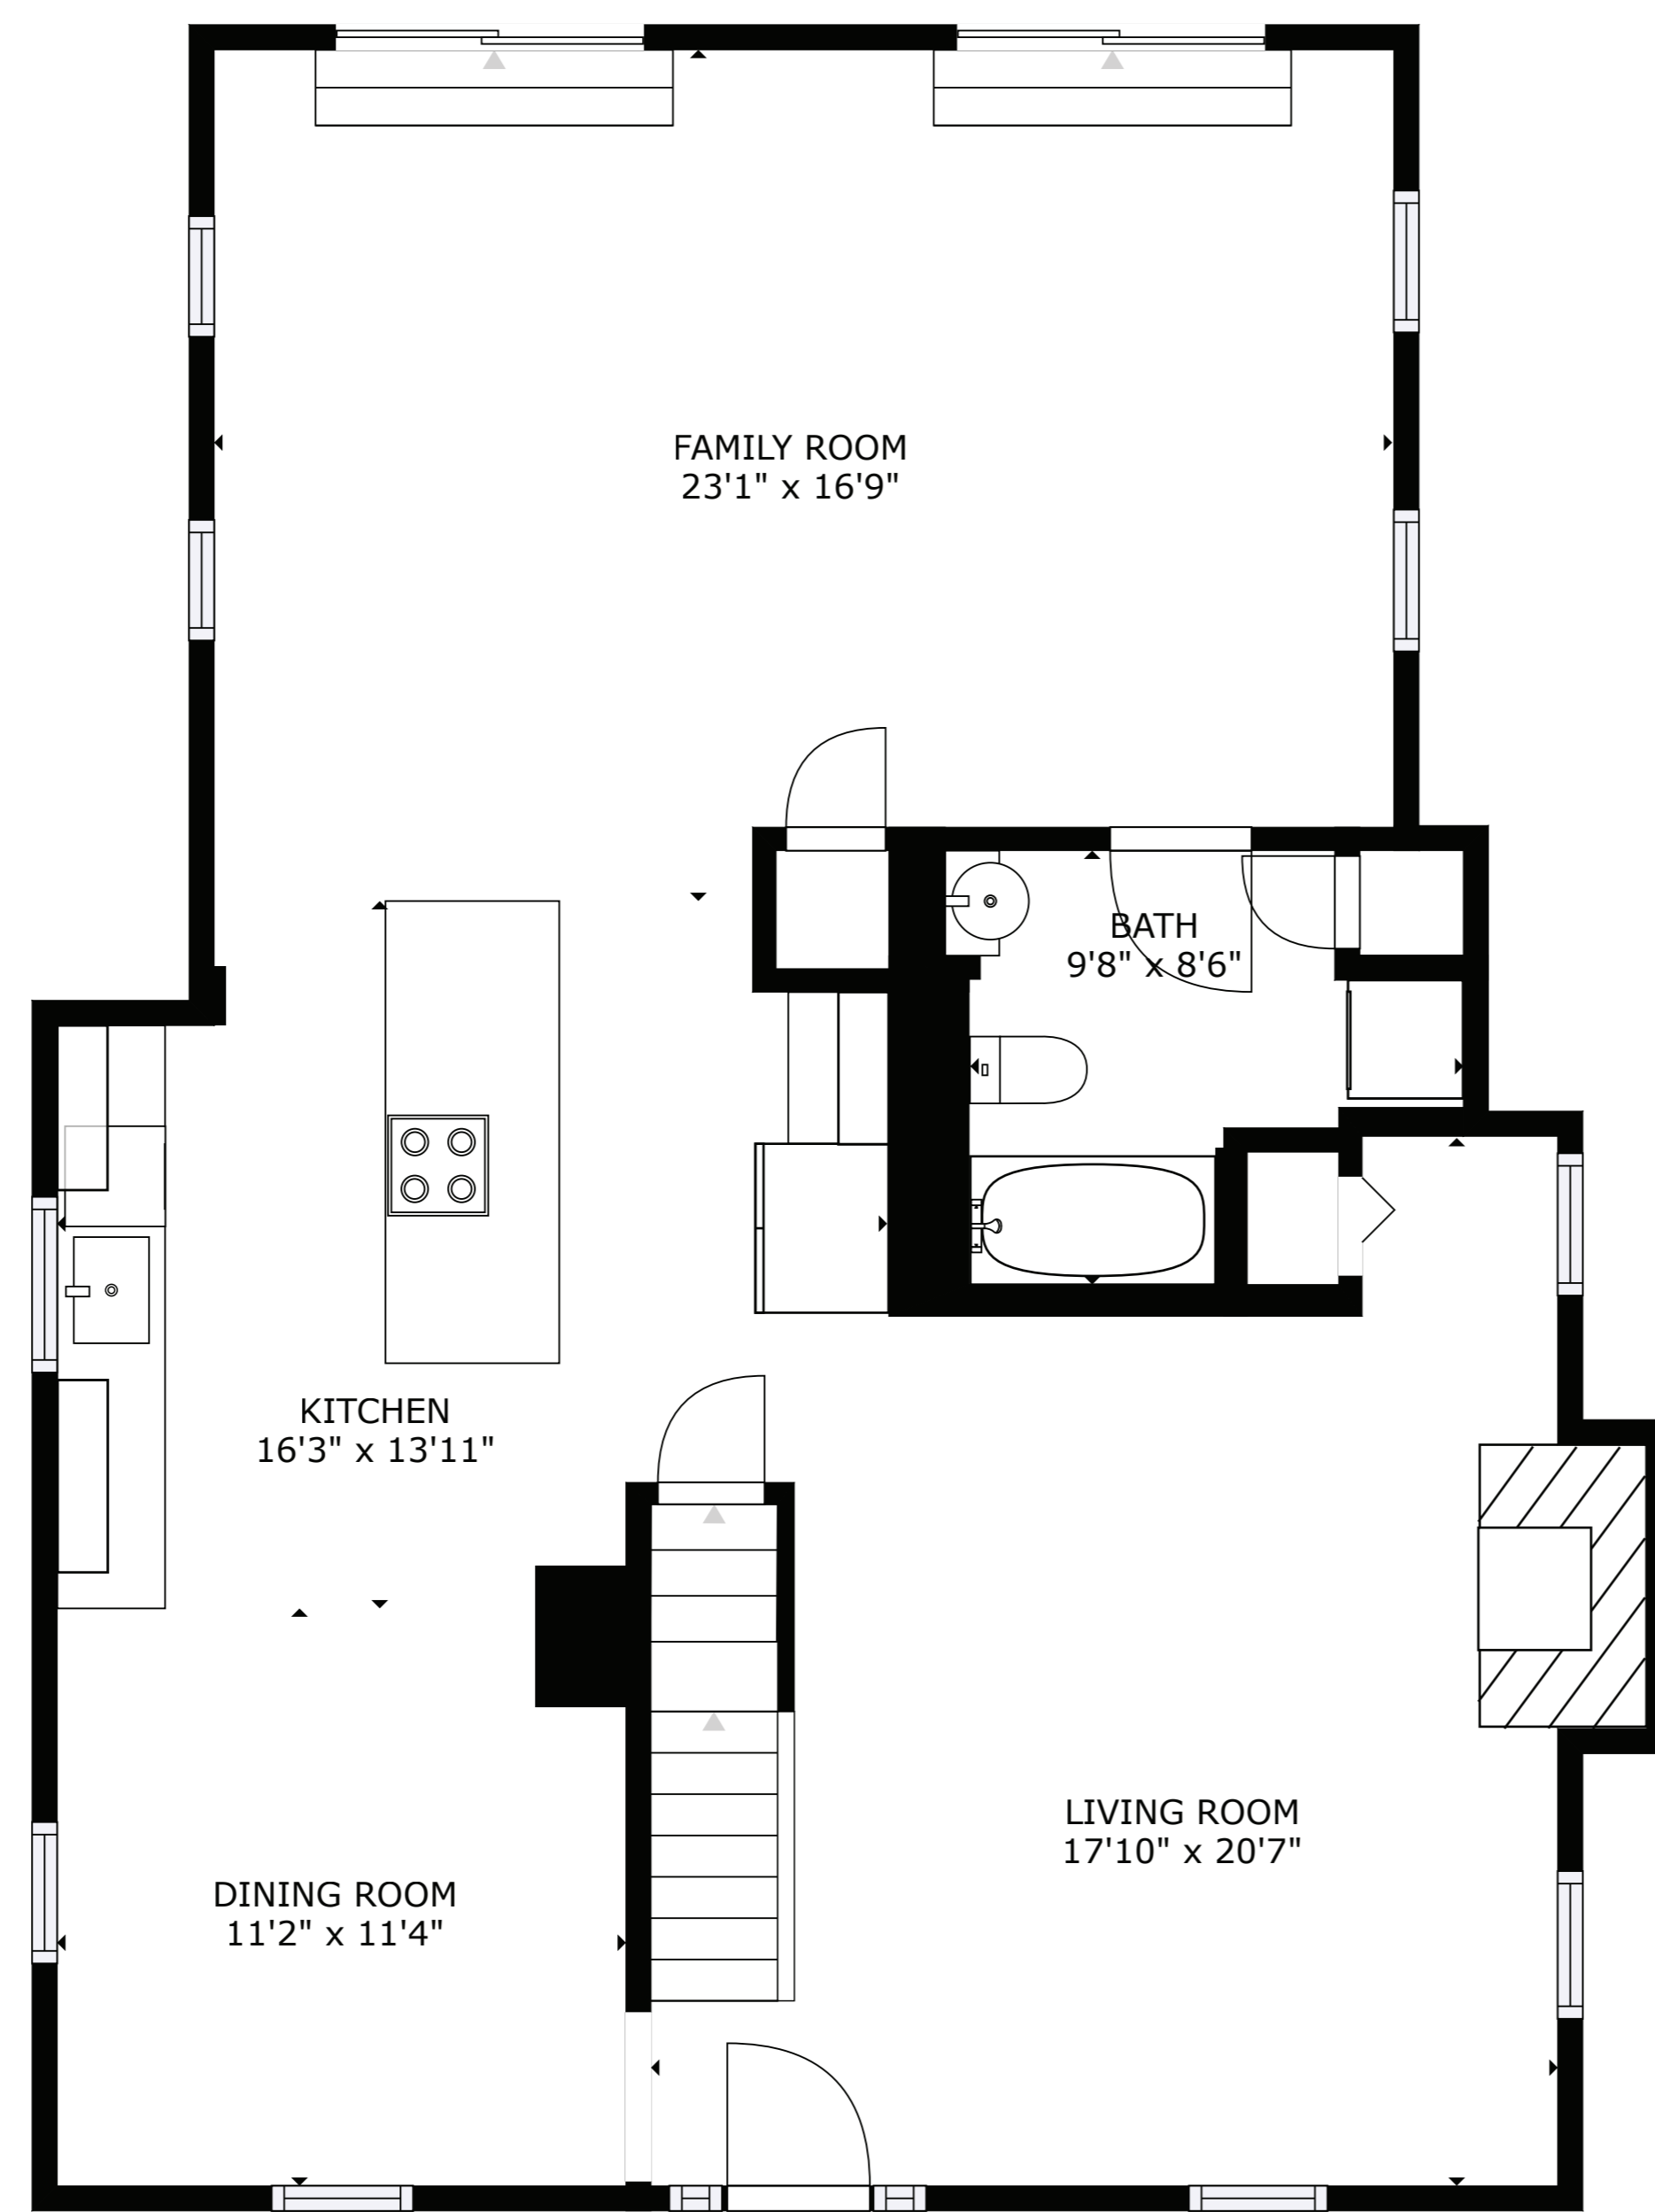 FAMILY ROOM
23'1" x 16'9"
BATH
9'8" x 8'6"
KITCHEN
16'3" x 13'11"
LIVING ROOM
17'10" x 20'7"
DINING ROOM
11'2" x 11'4"